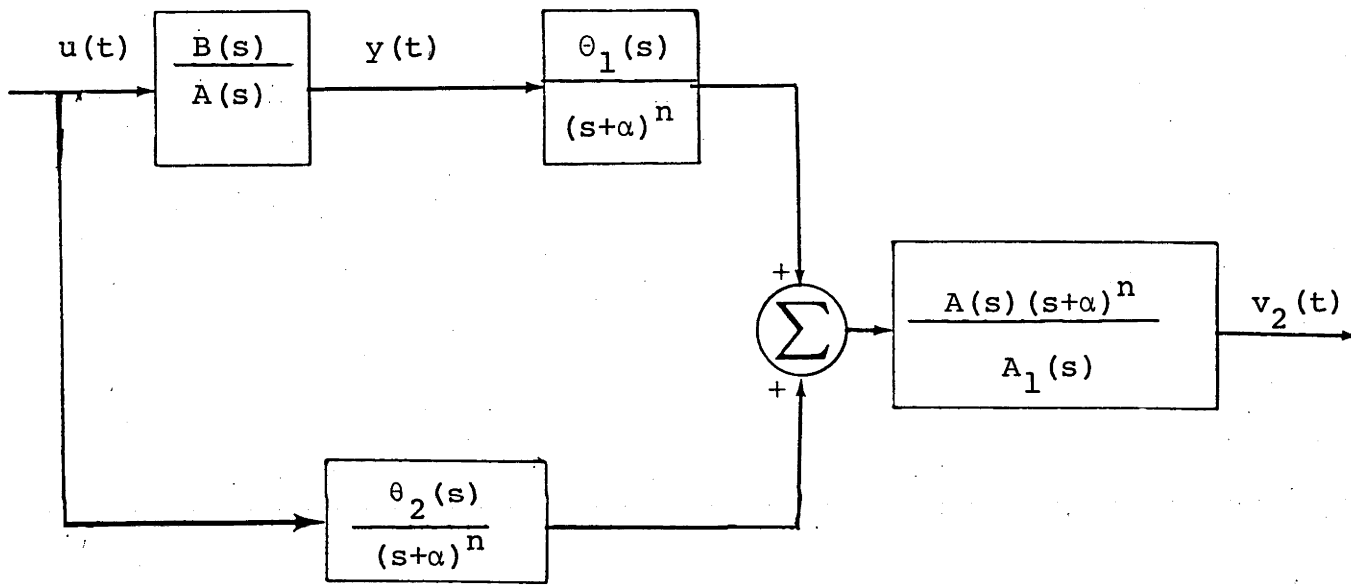 u(t)
B(s)
A(s)
y(t)
Θ₁(s)
(s+α)ⁿ
+
Σ
+
A(s)(s+α)ⁿ
A₁(s)
v₂(t)
θ₂(s)
(s+α)ⁿ